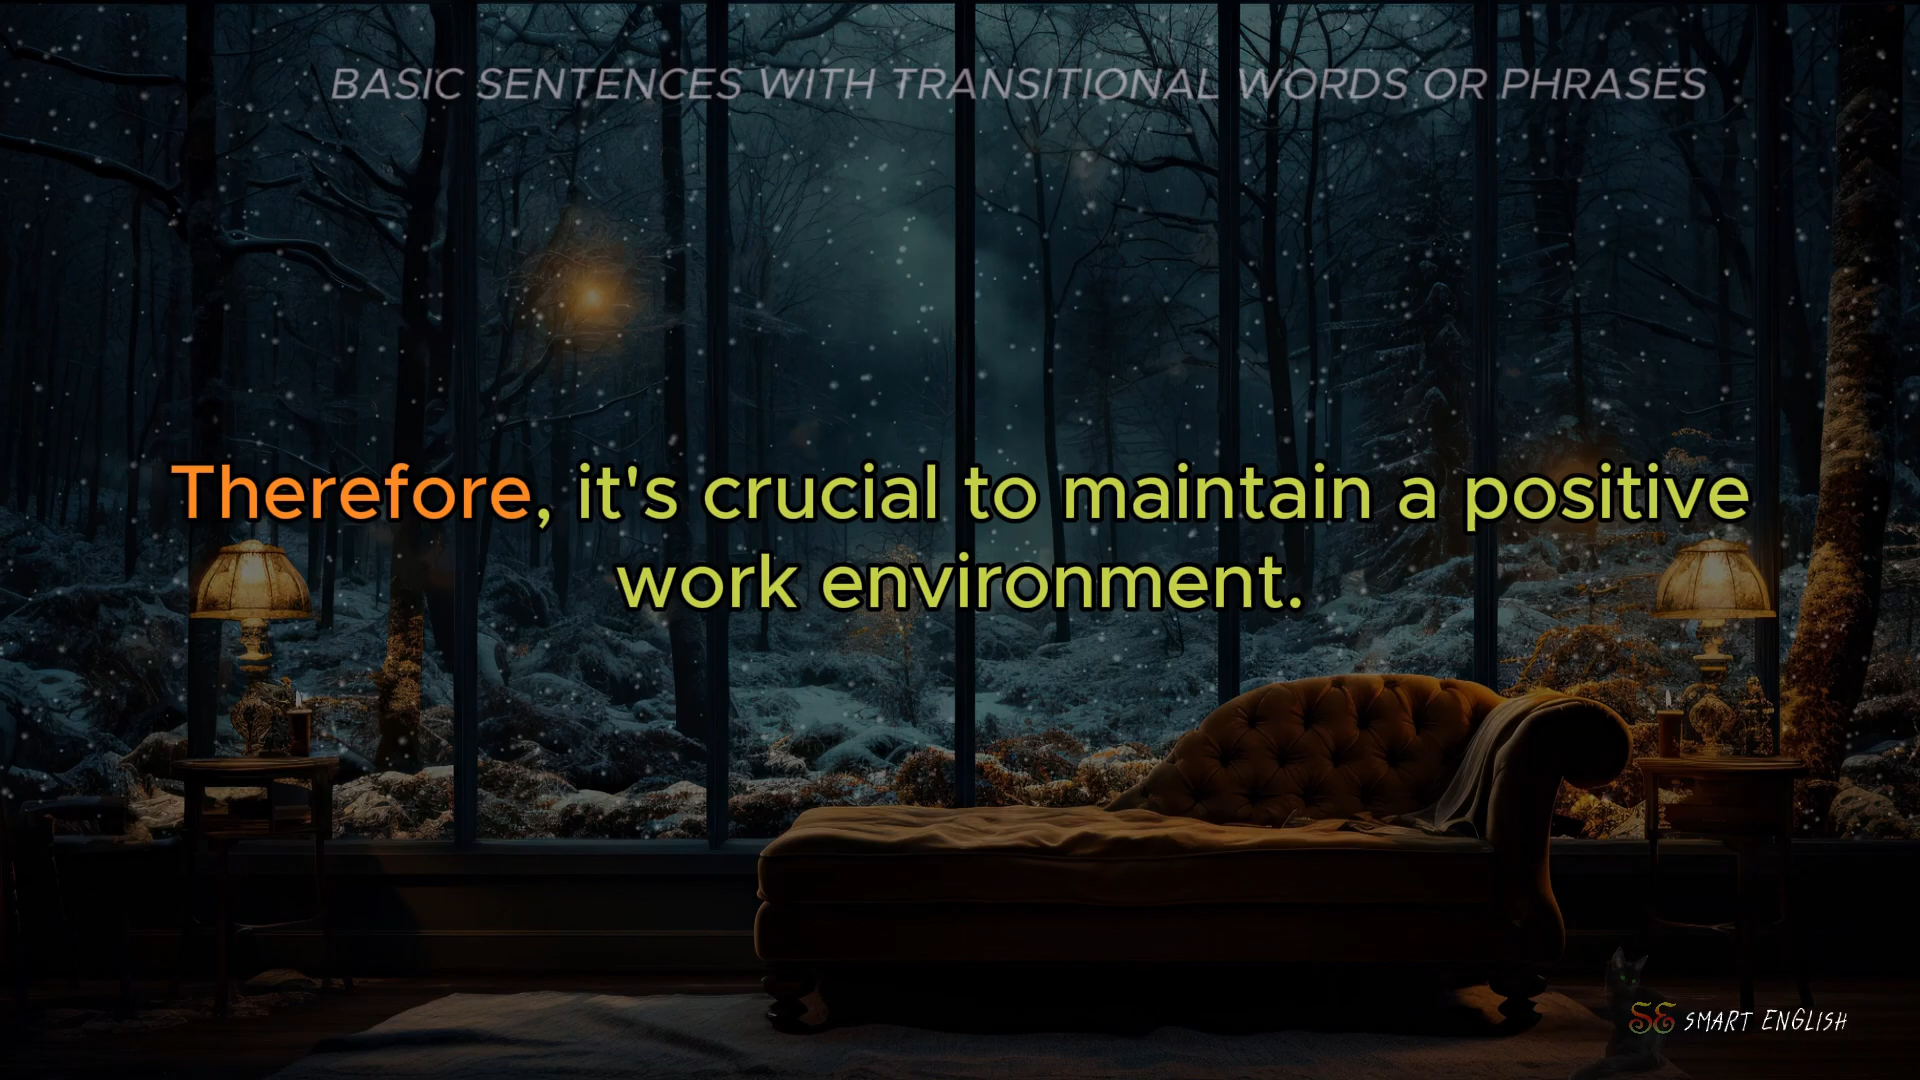 BASIC SENTENCES WITH TRANSITIONAL WORDS OR PHRASES
Therefore, it's crucial to maintain a positive
work environment.
SE SMART ENGLISH